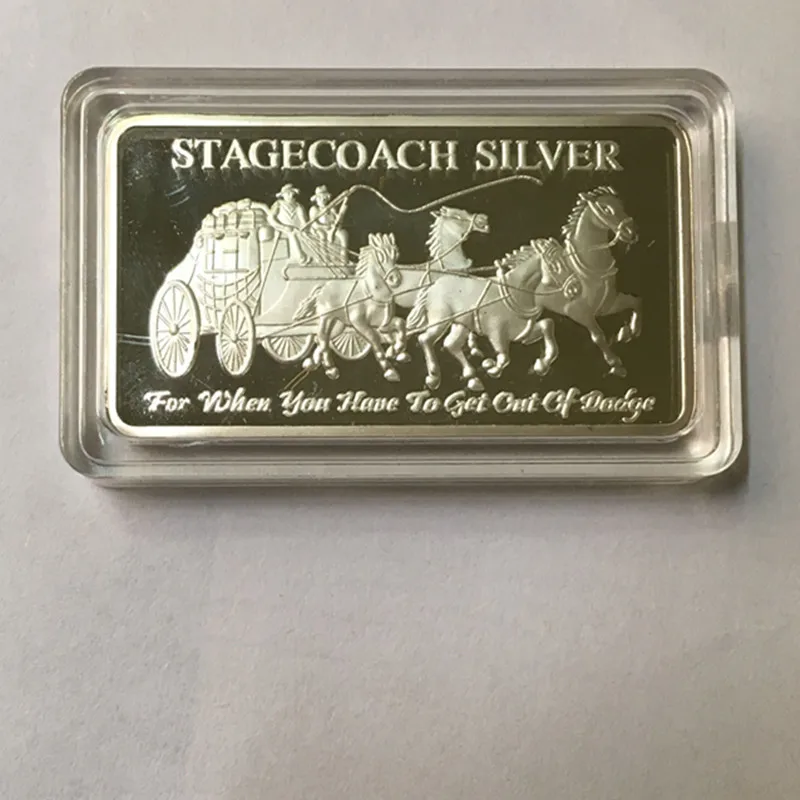 STAGECOACH SILVER
For When You Have To Get Out Of Dodge